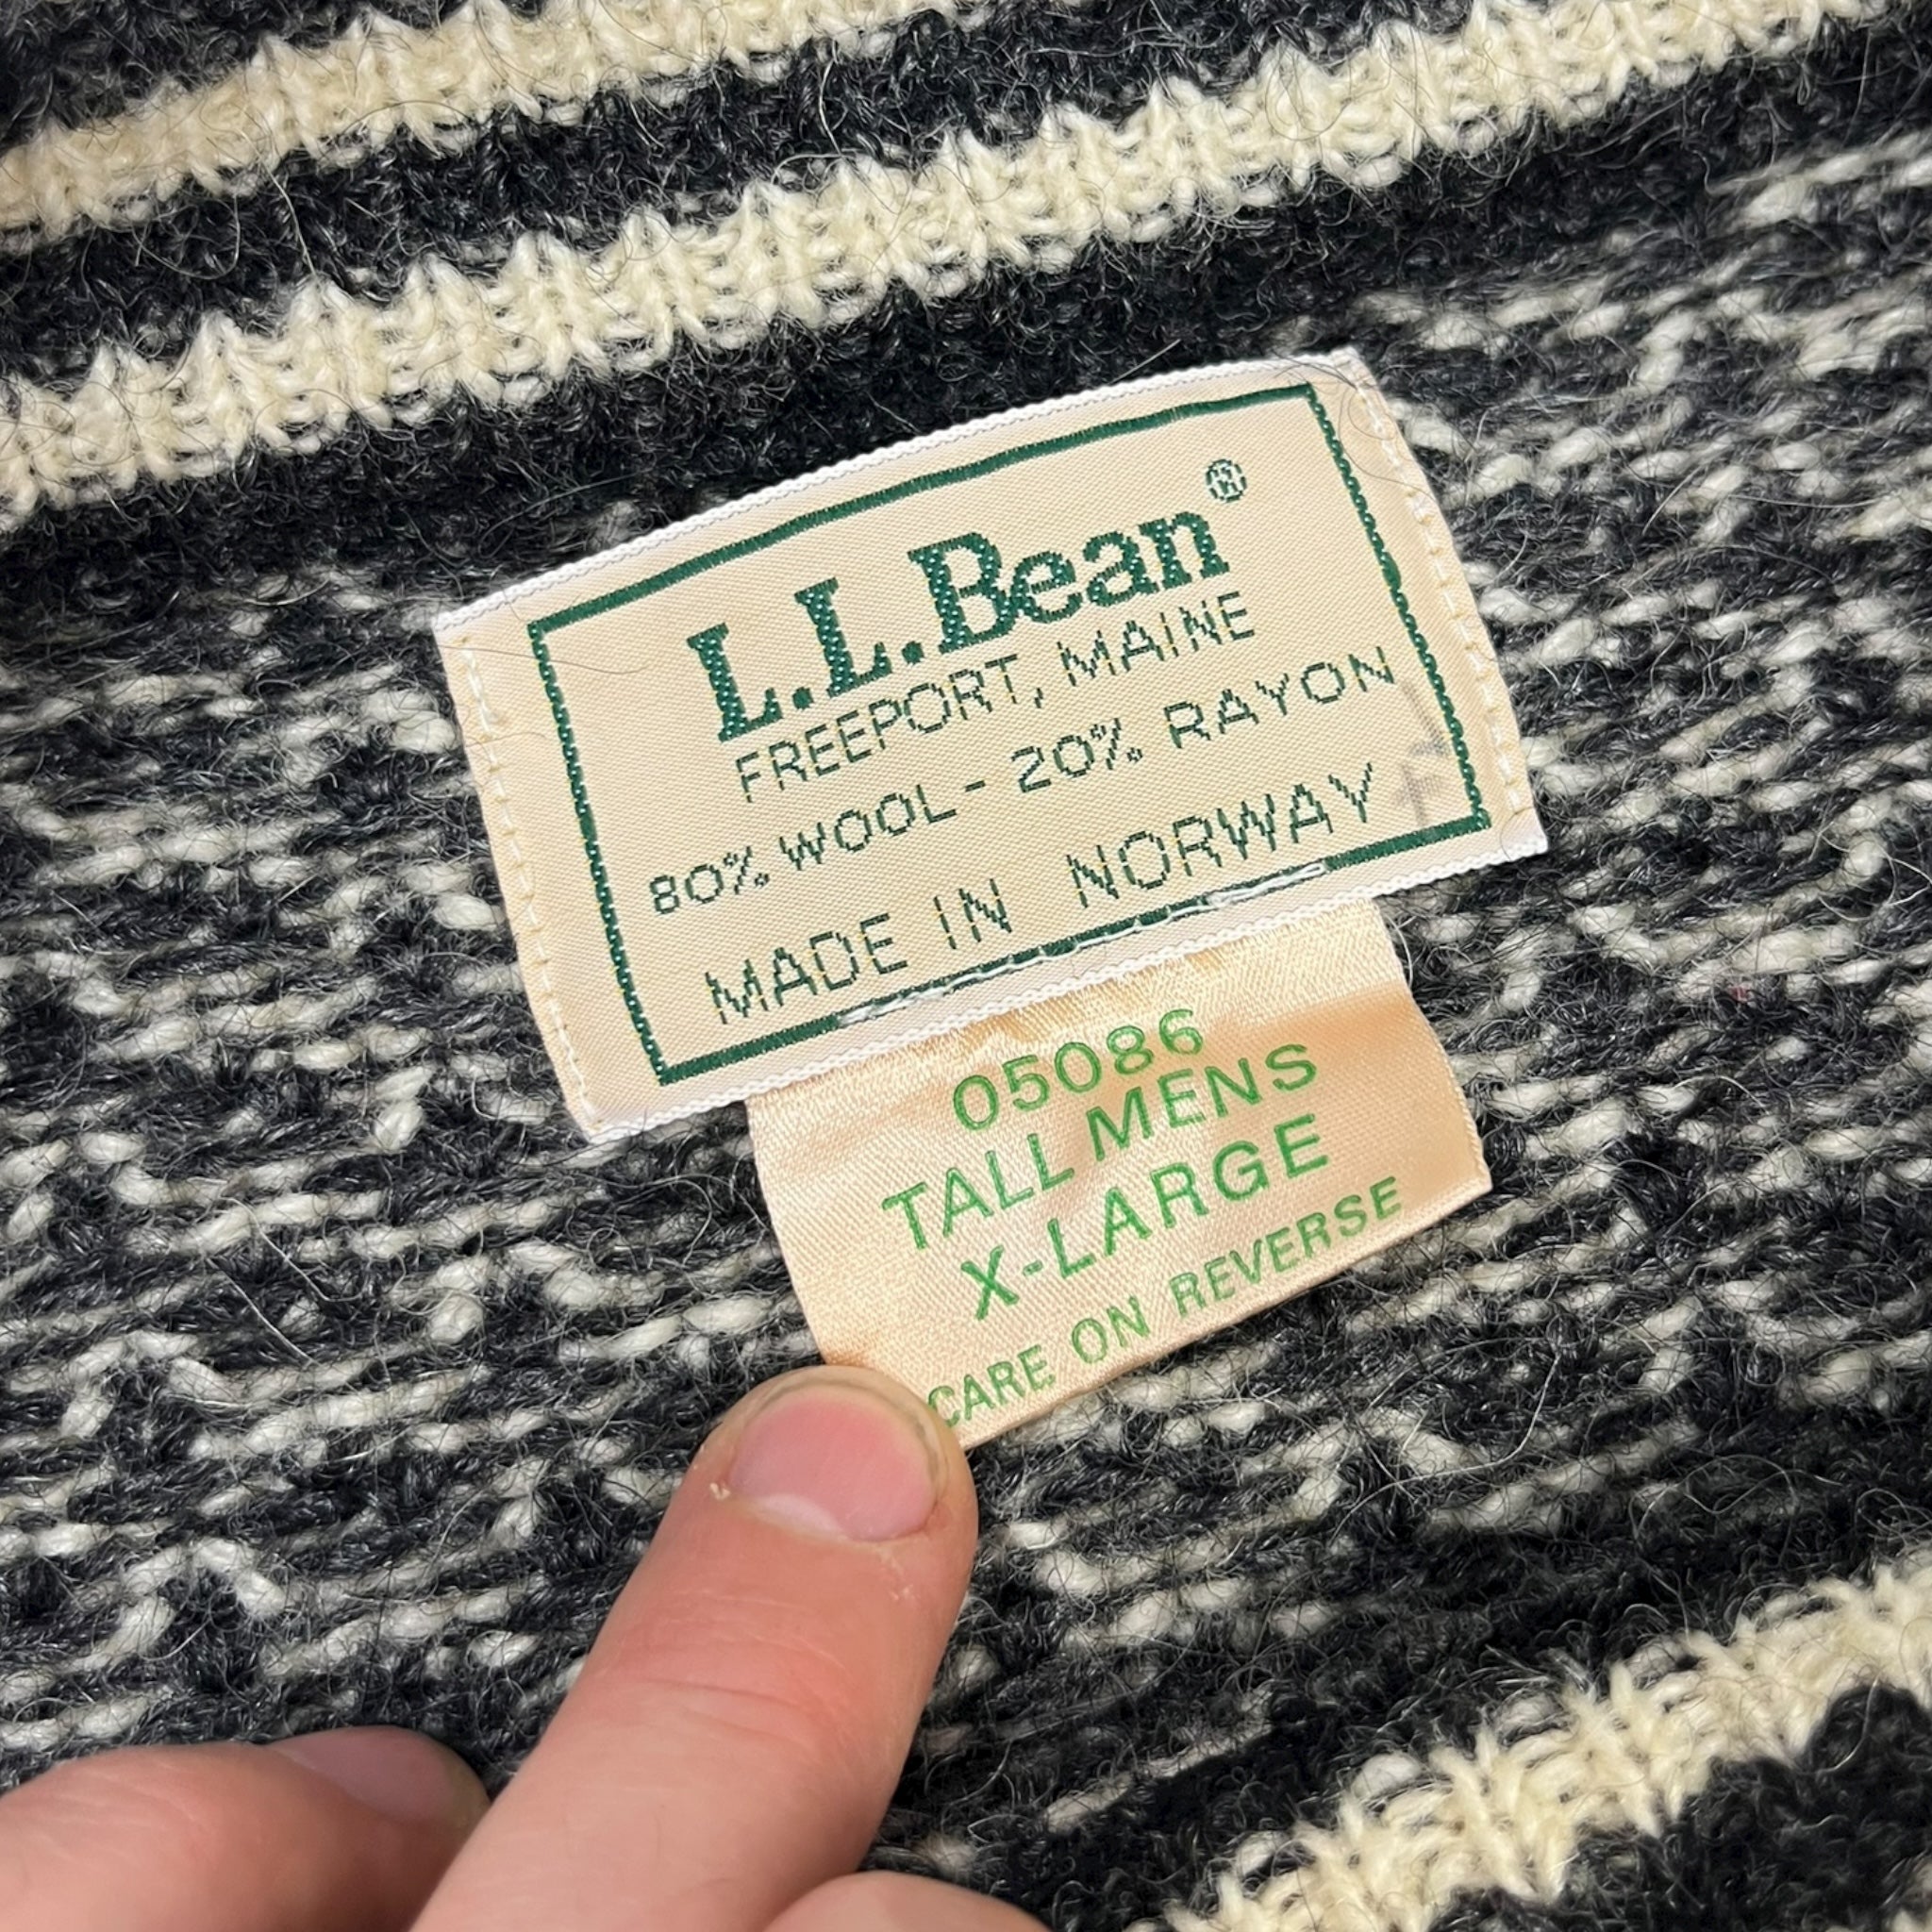 L.L.Bean®
FREEPORT, MAINE
80% WOOL - 20% RAYON
MADE IN NORWAY
05086
TALL MENS
X-LARGE
CARE ON REVERSE